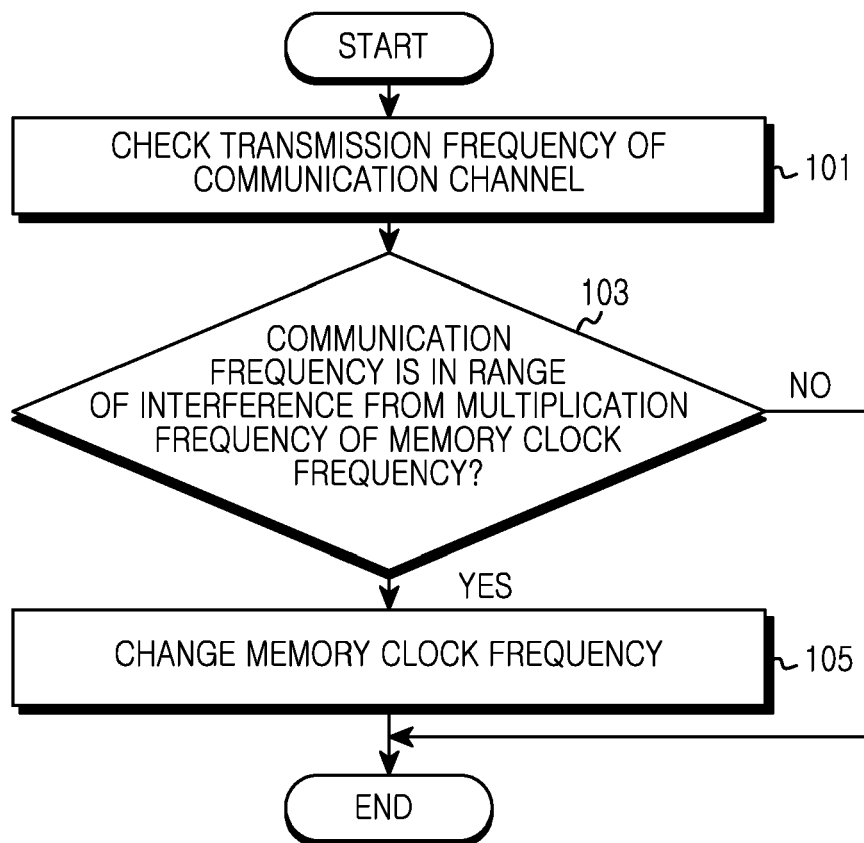 START
CHECK TRANSMISSION FREQUENCY OF
COMMUNICATION CHANNEL
101
103
COMMUNICATION
FREQUENCY IS IN RANGE
OF INTERFERENCE FROM MULTIPLICATION
FREQUENCY OF MEMORY CLOCK
FREQUENCY?
NO
YES
CHANGE MEMORY CLOCK FREQUENCY
105
END